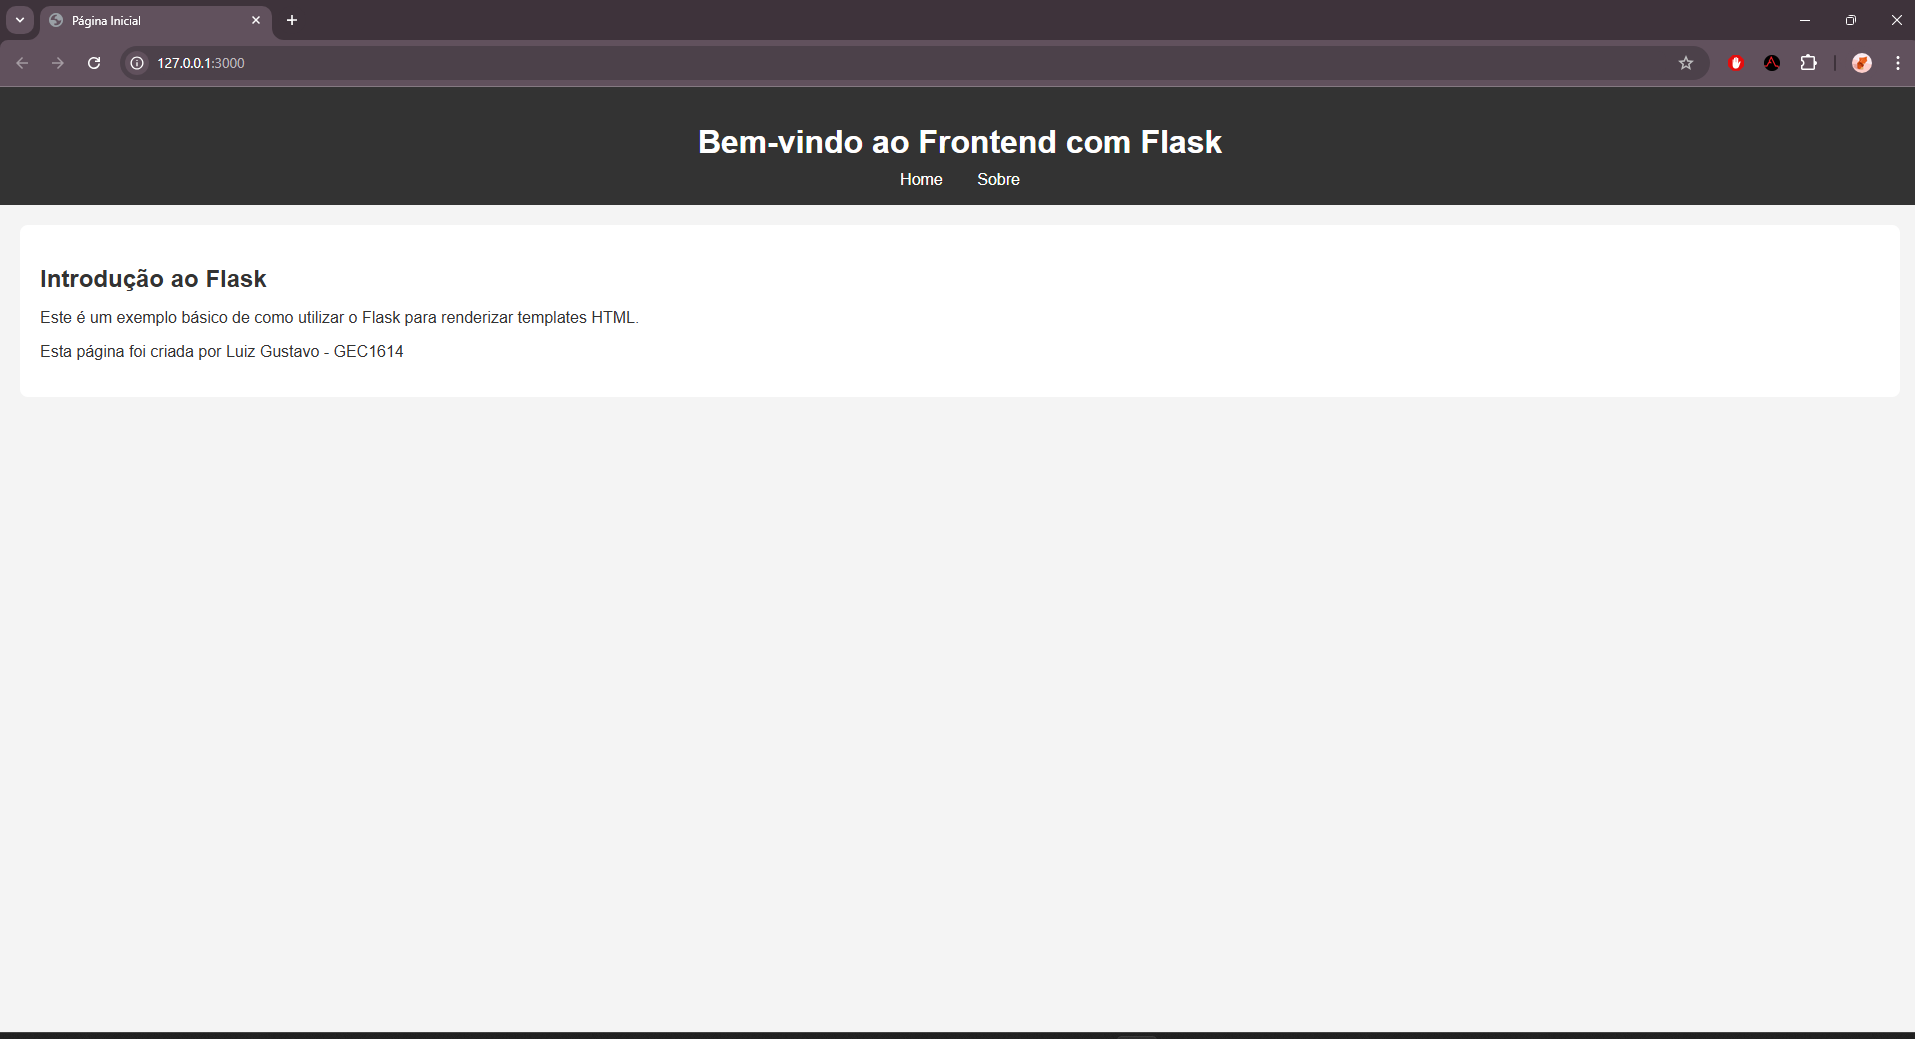 Página Inicial
127.0.0.1:3000
Bem-vindo ao Frontend com Flask
Home Sobre
Introdução ao Flask
Este é um exemplo básico de como utilizar o Flask para renderizar templates HTML.
Esta página foi criada por Luiz Gustavo - GEC1614